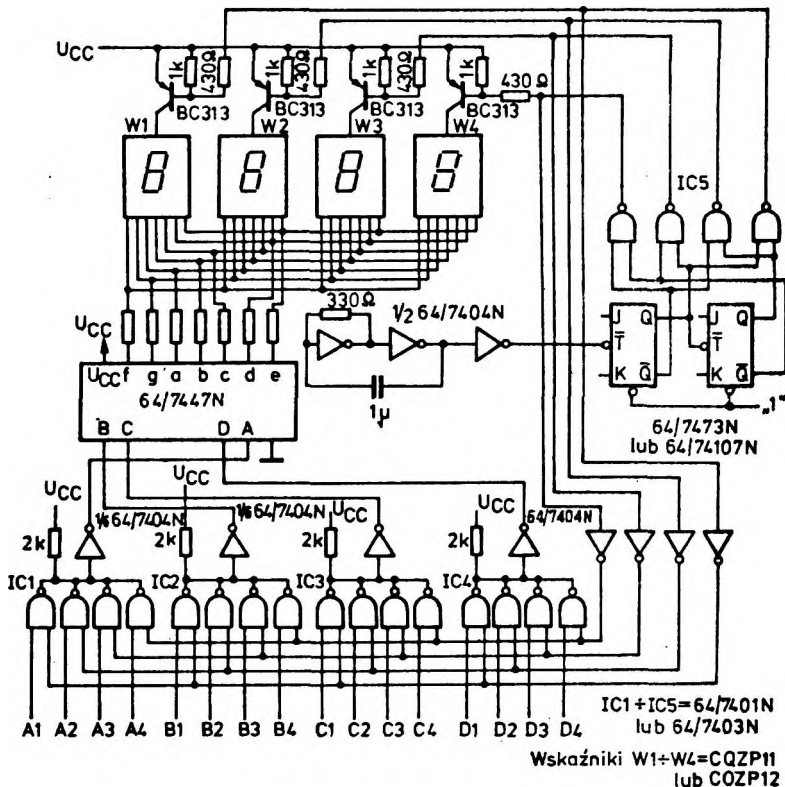 UCC
1k 430Ω 1k 430Ω 1k 430Ω 1k 430Ω
BC313 BC313 BC313 BC313
W1 W2 W3 W4
IC5
330Ω
1/2 64/7404N
1μ
UCC
UCC f g a b c d e
64/7447N
B C D A
J Q J Q
T T
K Q K Q
"1"
64/7473N
lub 64/74107N
UCC UCC UCC UCC
1/6 64/7404N 1/6 64/7404N 64/7404N
2k 2k 2k 2k
IC1 IC2 IC3 IC4
A1 A2 A3 A4 B1 B2 B3 B4 C1 C2 C3 C4 D1 D2 D3 D4
IC1÷IC5=64/7401N
lub 64/7403N
Wskaźniki W1÷W4=CQZP11
lub COZP12